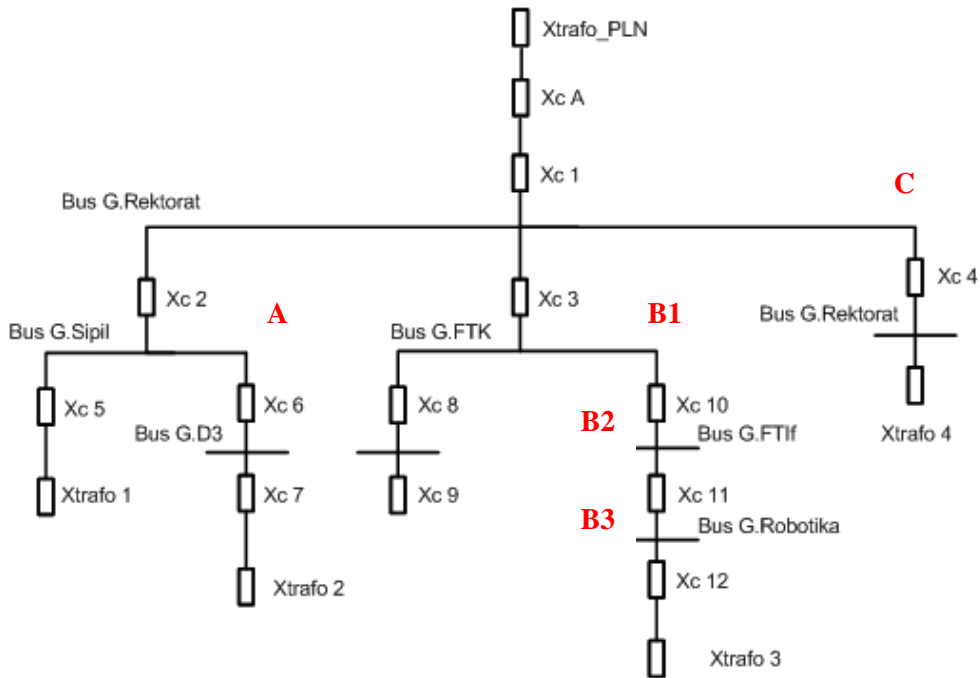 Xtrafo_PLN
Xc A
Xc 1
C
Bus G.Rektorat
Xc 4
Xc 2
Xc 3
A
B1
Bus G.Rektorat
Bus G.Sipil
Bus G.FTK
Xc 5
Xc 6
Xc 8
Xc 10
B2
Xtrafo 4
Bus G.D3
Bus G.FTIf
Xtrafo 1
Xc 7
Xc 9
Xc 11
B3
Bus G.Robotika
Xtrafo 2
Xc 12
Xtrafo 3